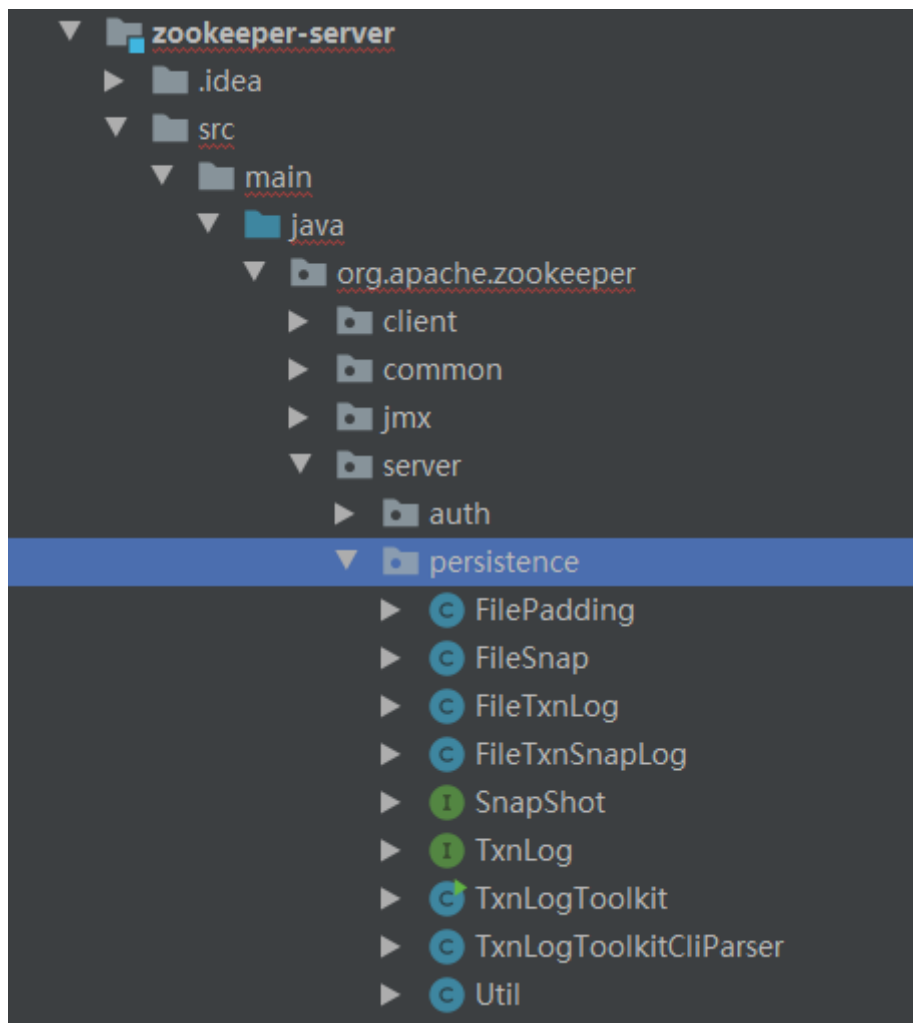 zookeeper-server
.idea
src
main
java
org.apache.zookeeper
client
common
jmx
server
auth
persistence
C FilePadding
C FileSnap
C FileTxnLog
C FileTxnSnapLog
I SnapShot
I TxnLog
C TxnLogToolkit
C TxnLogToolkitCliParser
C Util